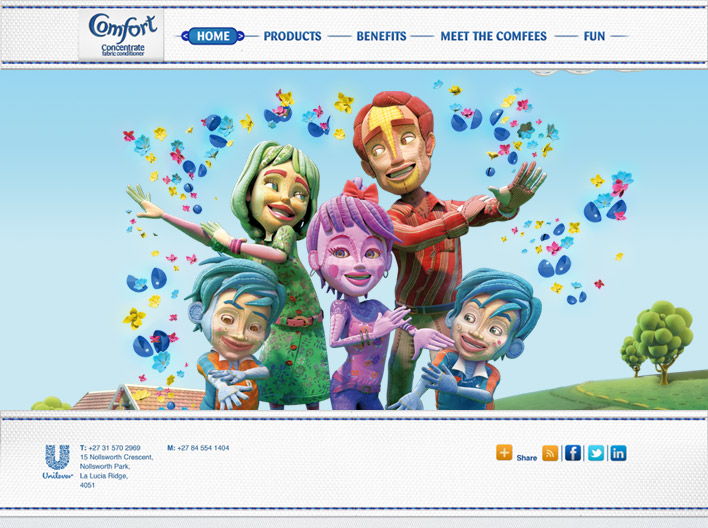 Comfort
Concentrate
fabric conditioner
HOME PRODUCTS BENEFITS MEET THE COMFEES FUN
T: +27 31 570 2969 M: +27 84 554 1404
15 Nollsworth Crescent,
Nollsworth Park,
La Lucia Ridge,
4051
Unilever
Share